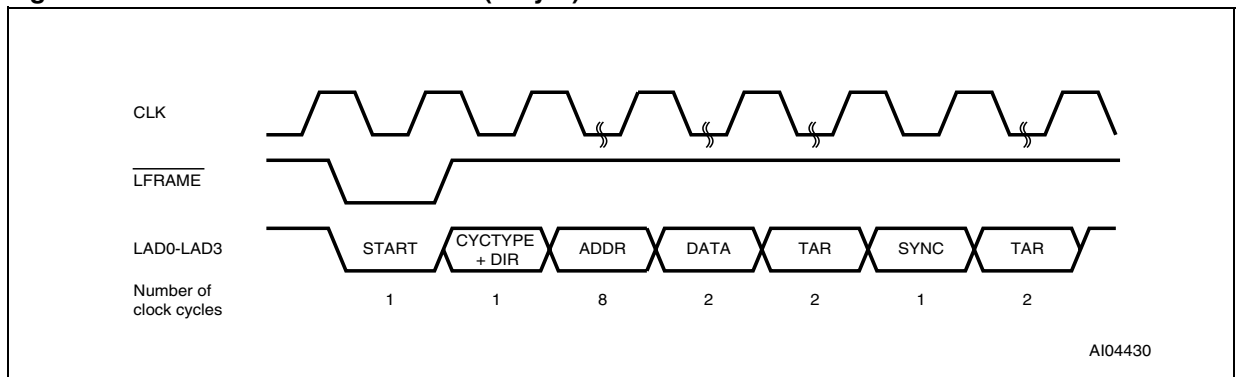 CLK
LFRAME
LAD0-LAD3
START
CYCTYPE
+ DIR
ADDR
DATA
TAR
SYNC
TAR
Number of
clock cycles
1
1
8
2
2
1
2
AI04430